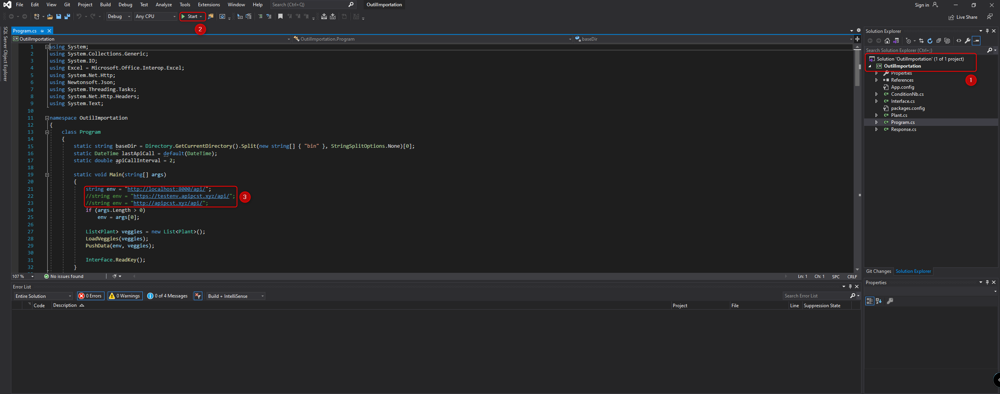 File Edit View Git Project Build Debug Test Analyze Tools Extensions Window Help Search (Ctrl+Q) OutilImportation Sign in
Debug Any CPU Start Live Share
2
SQL Server Object Explorer
Program.cs
OutilImportation OutilImportation.Program baseDir
1 using System;
2 using System.Collections.Generic;
3 using System.IO;
4 using Excel = Microsoft.Office.Interop.Excel;
5 using System.Net.Http;
6 using Newtonsoft.Json;
7 using System.Threading.Tasks;
8 using System.Net.Http.Headers;
9 using System.Text;
10
11 namespace OutilImportation
12 {
13 class Program
14 {
15 static string baseDir = Directory.GetCurrentDirectory().Split(new string[] { "bin" }, StringSplitOptions.None)[0];
16 static DateTime lastApiCall = default(DateTime);
17 static double apiCallInterval = 2;
18
19 static void Main(string[] args)
20 {
21 string env = "http://localhost:8000/api/";
22 //string env = "https://testenv.apipcst.xyz/api/";
23 //string env = "http://apipcst.xyz/api/";
3
24 if (args.Length > 0)
25 env = args[0];
26
27 List<Plant> veggies = new List<Plant>();
28 LoadVeggies(veggies);
29 PushData(env, veggies);
30
31 Interface.ReadKey();
32 }
107 % No issues found Ln: 1 Ch: 1 SPC CRLF
Error List
Entire Solution 0 Errors 0 Warnings 0 of 4 Messages Build + IntelliSense Search Error List
Code Description Project File Line Suppression State
Solution Explorer
Search Solution Explorer (Ctrl+;)
Solution 'OutilImportation' (1 of 1 project)
OutilImportation
1
Properties
References
App.config
ConditionNb.cs
Interface.cs
packages.config
Plant.cs
Program.cs
Response.cs
Git Changes Solution Explorer
Properties